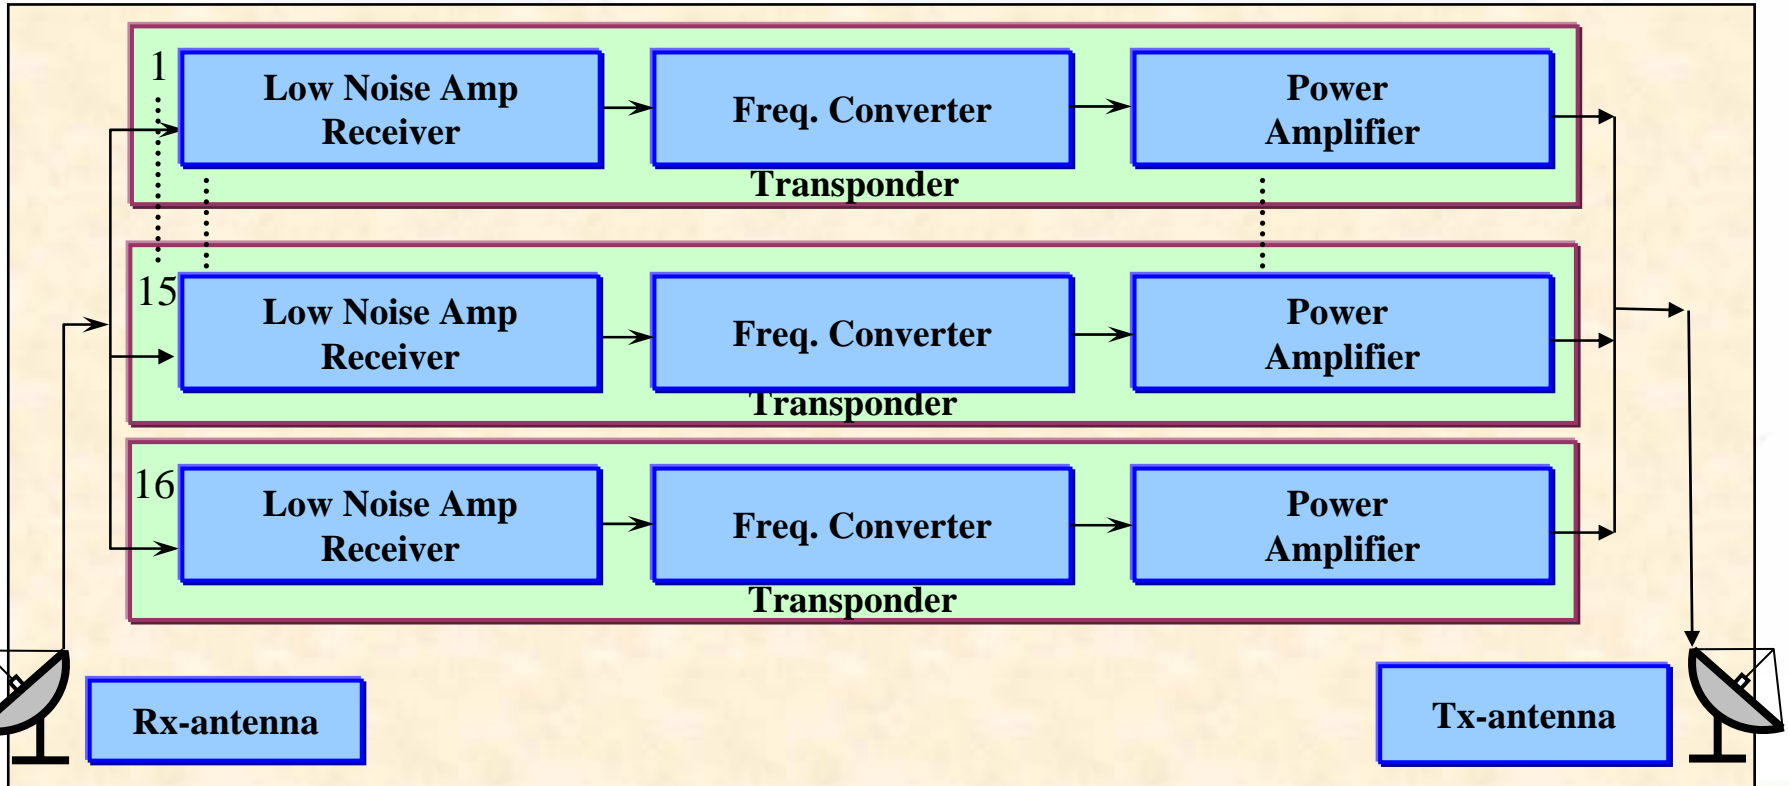 1
Low Noise Amp
Receiver
Freq. Converter
Power
Amplifier
Transponder
15
Low Noise Amp
Receiver
Freq. Converter
Power
Amplifier
Transponder
16
Low Noise Amp
Receiver
Freq. Converter
Power
Amplifier
Transponder
Rx-antenna
Tx-antenna